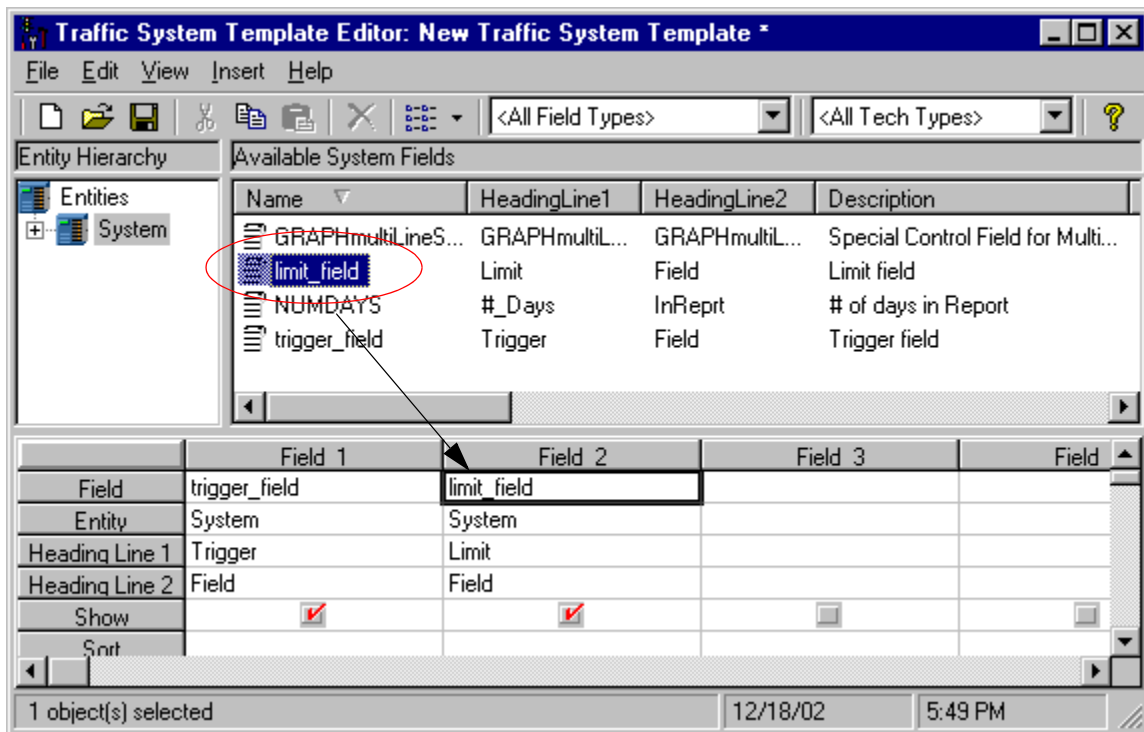 Traffic System Template Editor: New Traffic System Template *
File Edit View Insert Help
<All Field Types> <All Tech Types>
Entity Hierarchy Available System Fields
Entities
System
Name HeadingLine1 HeadingLine2 Description
GRAPHmultiLineS... GRAPHmultiL... GRAPHmultiL... Special Control Field for Multi...
limit_field Limit Field Limit field
NUMDAYS #_Days InReprt # of days in Report
trigger_field Trigger Field Trigger field
Field 1 Field 2 Field 3 Field
Field trigger_field limit_field
Entity System System
Heading Line 1 Trigger Limit
Heading Line 2 Field Field
Show
Sort
1 object(s) selected 12/18/02 5:49 PM